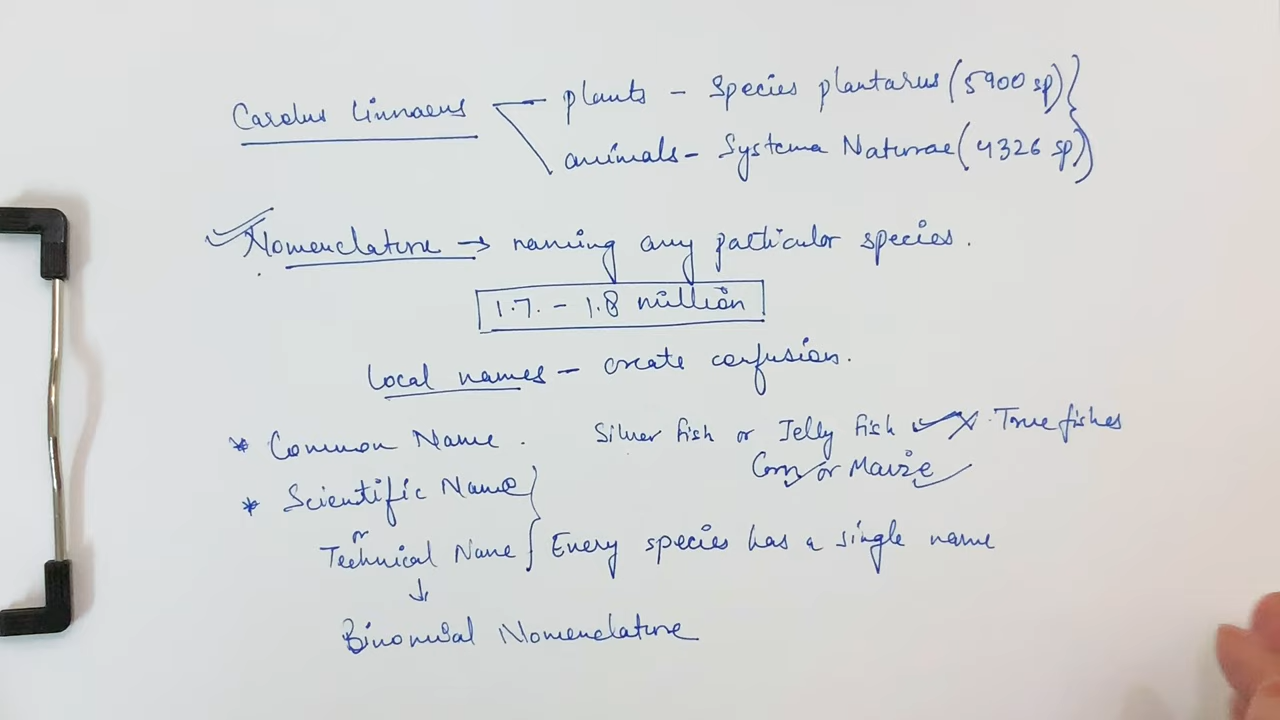 Carolus Linnaeus plants - Species plantarus (5900 sp)
animals - Systema Naturae (4326 sp)
Nomenclature → naming any particular species.
1.7. - 1.8 million
Local names - create confusion.
* Common Name. Silver fish or Jelly fish ✓ X. True fishes
Corn or Maize
* Scientific Name
or
Technical Name } Every species has a single name
↓
Binomial Nomenclature